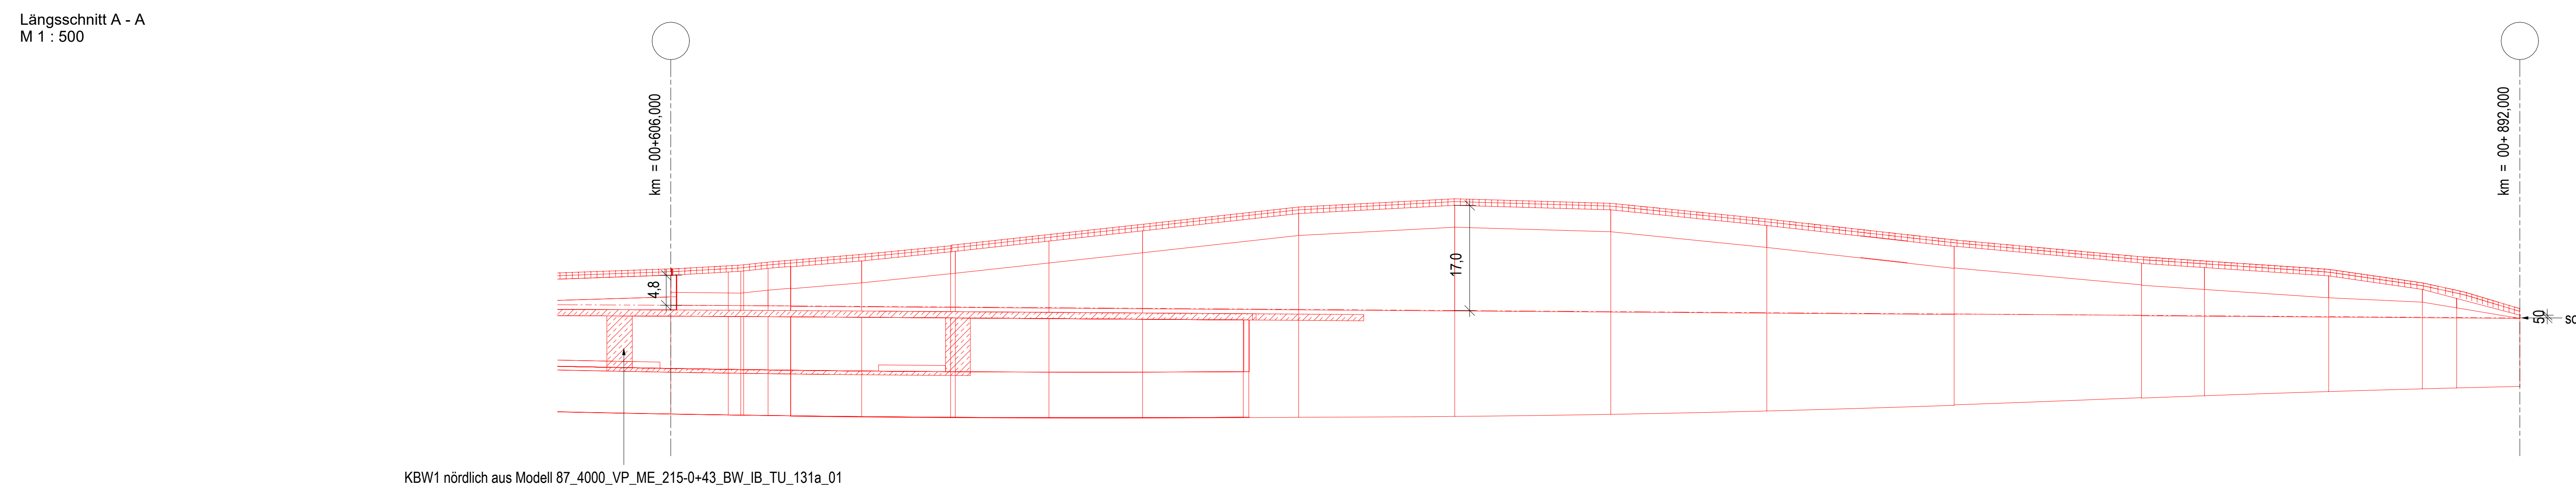 Längsschnitt A - A
M 1 : 500
km = 00+606,000
km = 00+ 892,000
4,8
17,0
50
KBW1 nördlich aus Modell 87_4000_VP_ME_215-0+43_BW_IB_TU_131a_01